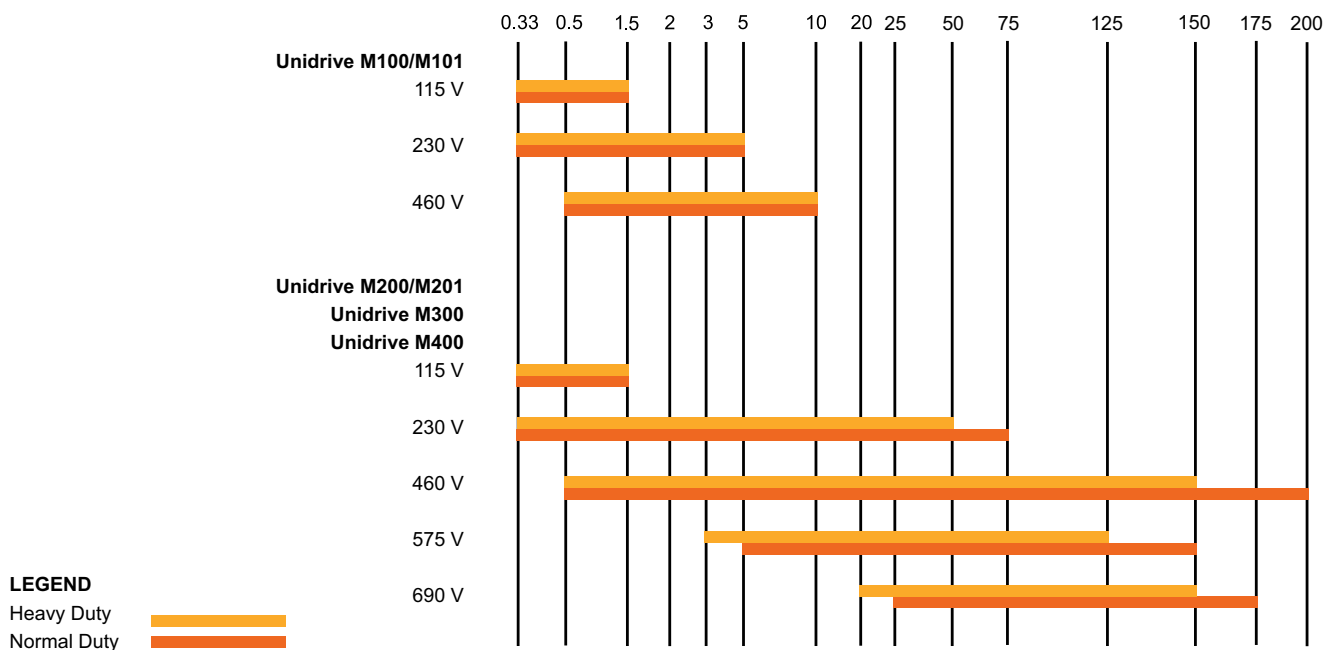 0.33 0.5 1.5 2 3 5 10 20 25 50 75 125 150 175 200
Unidrive M100/M101
115 V
230 V
460 V
Unidrive M200/M201
Unidrive M300
Unidrive M400
115 V
230 V
460 V
575 V
690 V
LEGEND
Heavy Duty
Normal Duty